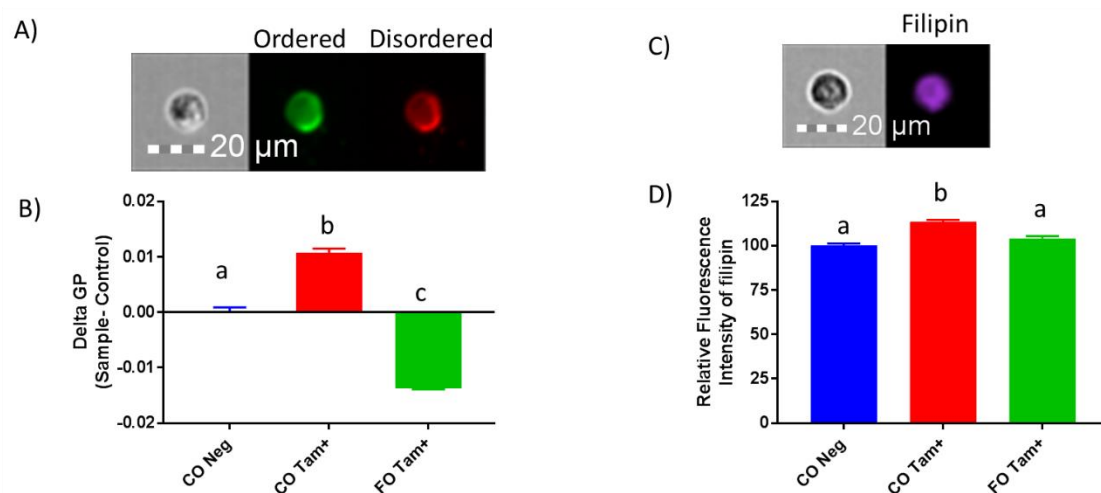 A)
Ordered Disordered
20 µm
B)
Delta GP
(Sample- Control)
0.02
0.01
0.00
-0.01
-0.02
a
b
c
CO Neg
CO Tam+
FO Tam+
C)
Filipin
20 µm
D)
Relative Fluorescence
Intensity of filipin
125
100
75
50
25
0
a
b
a
CO Neg
CO Tam+
FO Tam+